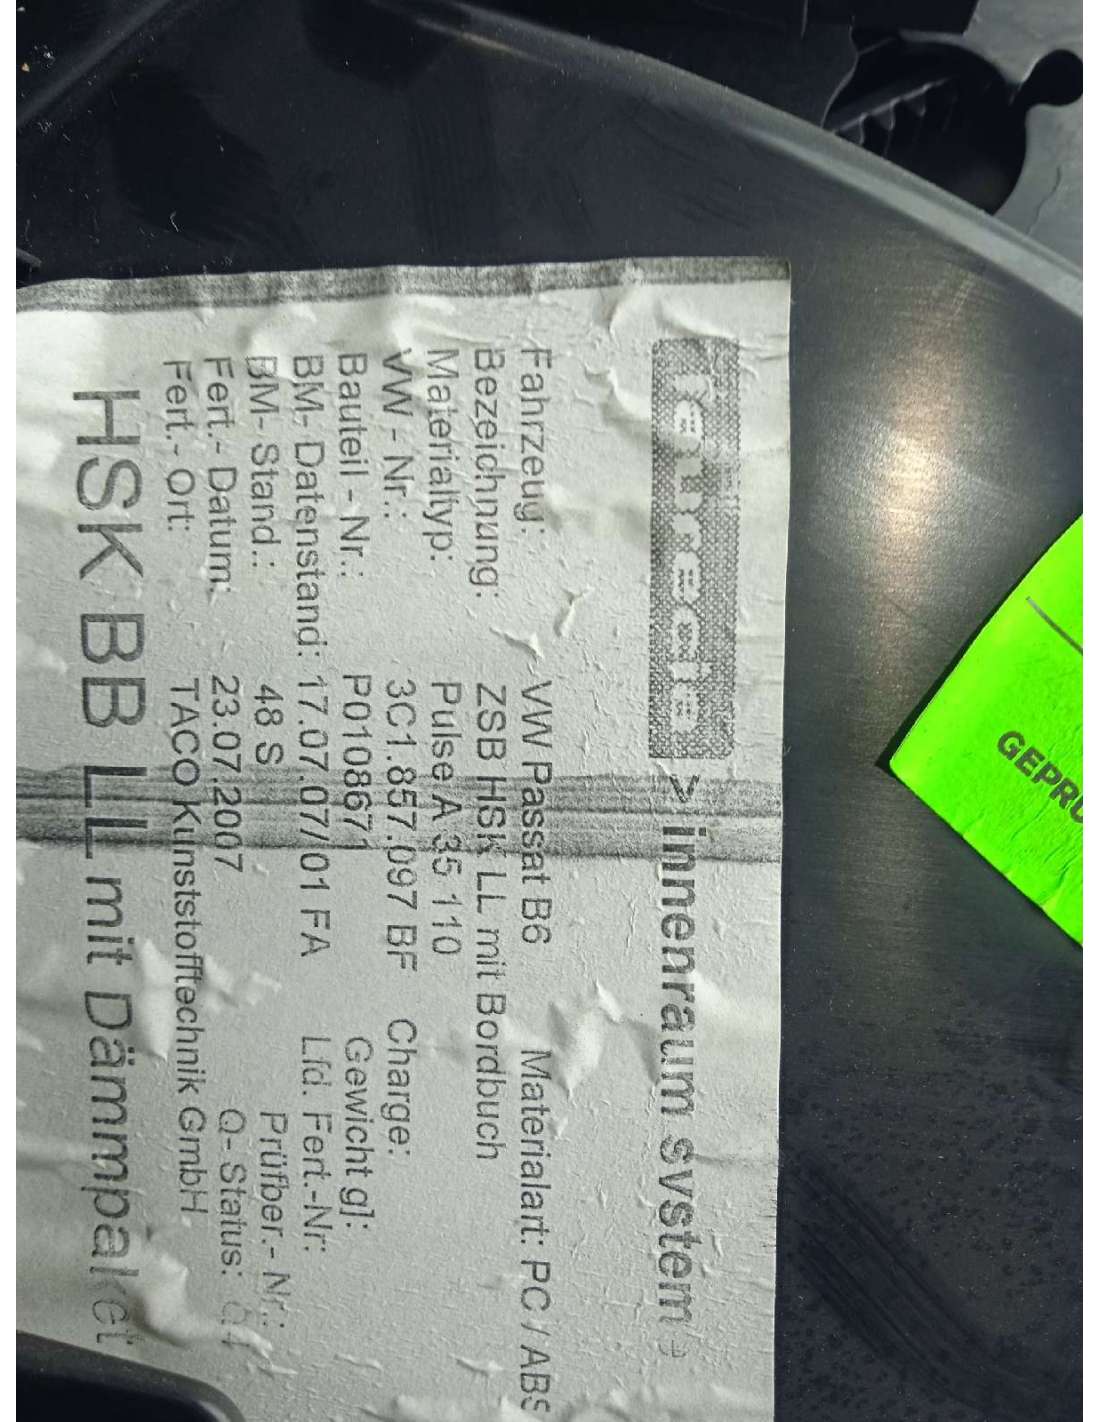 faurecia > innenraum system
Fahrzeug: VW Passat B6 Materialart: PC / ABS
Bezeichnung: ZSB HSK LL mit Bordbuch
Materialtyp: Pulse A 35 110
VW - Nr.: 3C1.857.097 BF Charge:
Bauteil - Nr.: P0108671 Gewicht g]:
BM- Datenstand: 17.07.07/01 FA Lfd. Fert.-Nr:
BM- Stand.: 48 S Prüfber.- Nr.:
Fert.- Datum: 23.07.2007 Q- Status:
Fert.- Ort: TACO Kunststofftechnik GmbH
HSK BB LL mit Dämmpaket
GEPRÜ